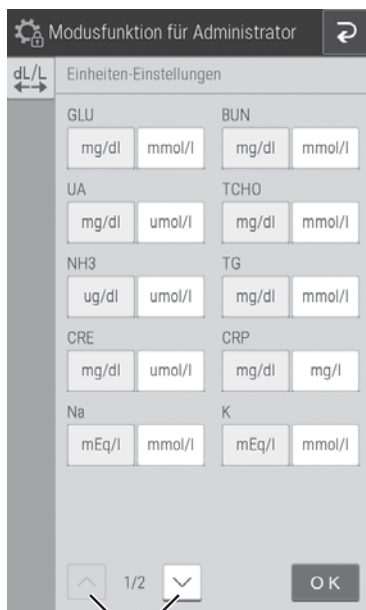 Modusfunktion für Administrator
dL/L
Einheiten-Einstellungen
GLU BUN
mg/dl mmol/l mg/dl mmol/l
UA TCHO
mg/dl umol/l mg/dl mmol/l
NH3 TG
ug/dl umol/l mg/dl mmol/l
CRE CRP
mg/dl umol/l mg/dl mg/l
Na K
mEq/l mmol/l mEq/l mmol/l
1/2 OK